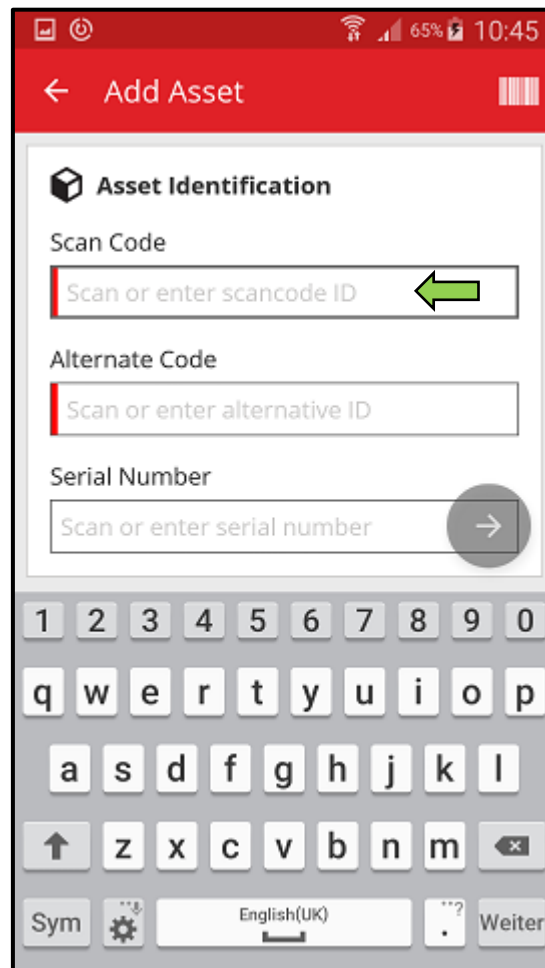 65% 10:45
Add Asset
Asset Identification
Scan Code
Scan or enter scancode ID
Alternate Code
Scan or enter alternative ID
Serial Number
Scan or enter serial number
1 2 3 4 5 6 7 8 9 0
q w e r t y u i o p
a s d f g h j k l
z x c v b n m
Sym English(UK) . ? Weiter